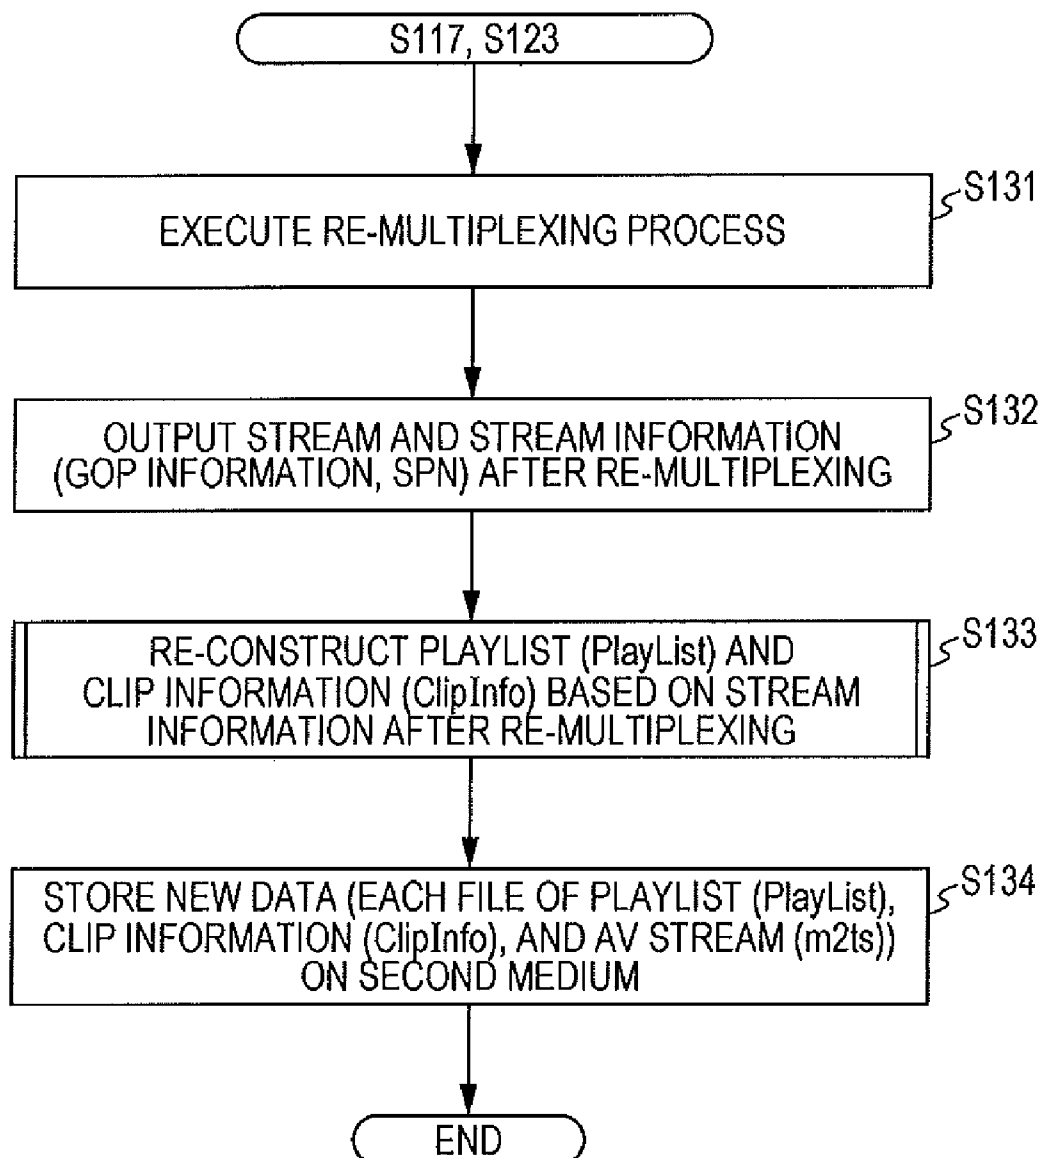 S117, S123
S131
EXECUTE RE-MULTIPLEXING PROCESS
S132
OUTPUT STREAM AND STREAM INFORMATION
(GOP INFORMATION, SPN) AFTER RE-MULTIPLEXING
S133
RE-CONSTRUCT PLAYLIST (PlayList) AND
CLIP INFORMATION (ClipInfo) BASED ON STREAM
INFORMATION AFTER RE-MULTIPLEXING
S134
STORE NEW DATA (EACH FILE OF PLAYLIST (PlayList),
CLIP INFORMATION (ClipInfo), AND AV STREAM (m2ts))
ON SECOND MEDIUM
END